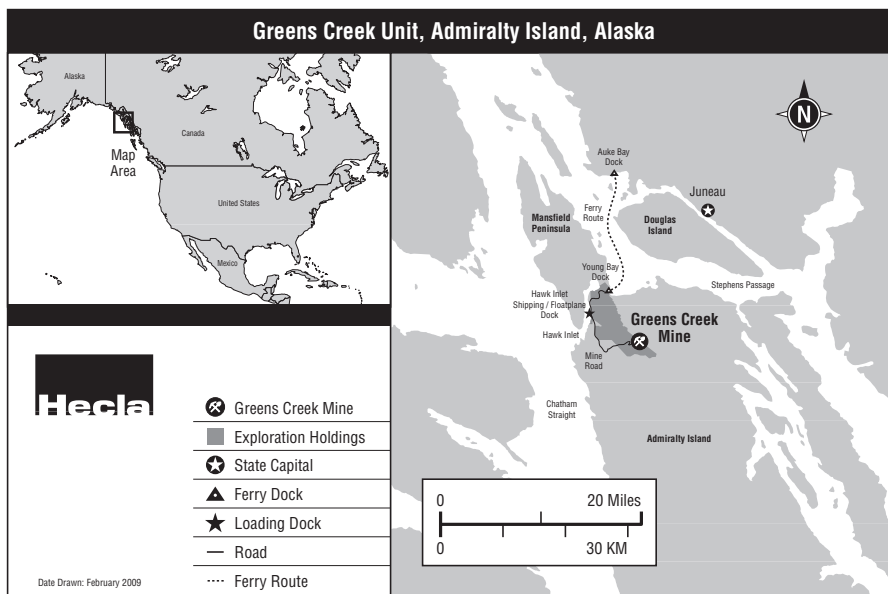 Greens Creek Unit, Admiralty Island, Alaska
Alaska
Canada
Map
Area
United States
Mexico
N
Auke Bay
Dock
Juneau
Ferry
Route
Mansfield
Peninsula
Douglas
Island
Young Bay
Dock
Stephens Passage
Hawk Inlet
Shipping / Floatplane
Dock
Greens Creek
Mine
Hawk Inlet
Mine
Road
Chatham
Straight
Admiralty Island
Hecla
Greens Creek Mine
Exploration Holdings
State Capital
Ferry Dock
Loading Dock
Road
Ferry Route
0 20 Miles
0 30 KM
Date Drawn: February 2009